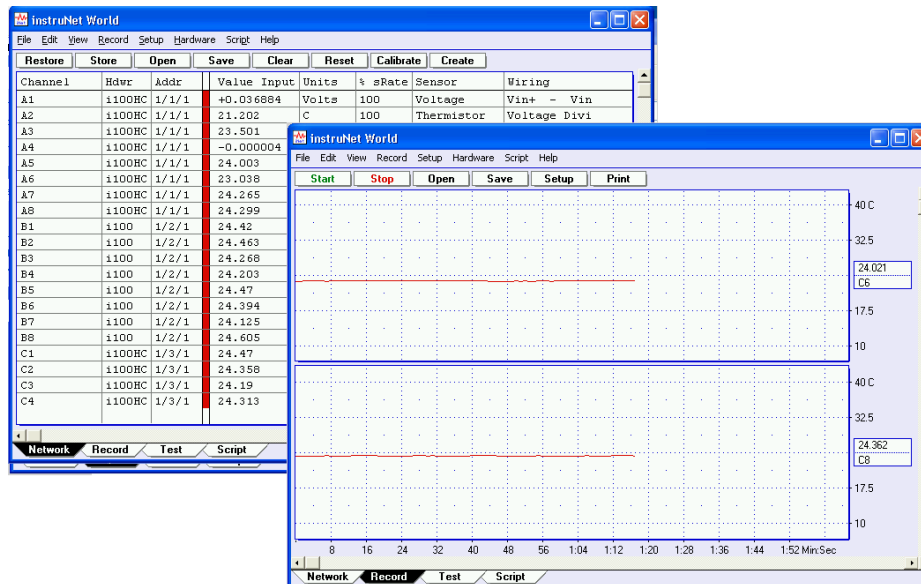 instruNet World
File Edit View Record Setup Hardware Script Help
Restore Store Open Save Clear Reset Calibrate Create
Channel Hdwr Addr Value Input Units % sRate Sensor Wiring
A1 i100HC 1/1/1 +0.036884 Volts 100 Voltage Vin+ - Vin
A2 i100HC 1/1/1 21.202 C 100 Thermistor Voltage Divi
A3 i100HC 1/1/1 23.501
A4 i100HC 1/1/1 -0.000004
A5 i100HC 1/1/1 24.003
A6 i100HC 1/1/1 23.038
A7 i100HC 1/1/1 24.265
A8 i100HC 1/1/1 24.299
B1 i100 1/2/1 24.42
B2 i100 1/2/1 24.463
B3 i100 1/2/1 24.268
B4 i100 1/2/1 24.203
B5 i100 1/2/1 24.47
B6 i100 1/2/1 24.394
B7 i100 1/2/1 24.125
B8 i100 1/2/1 24.605
C1 i100HC 1/3/1 24.47
C2 i100HC 1/3/1 24.358
C3 i100HC 1/3/1 24.19
C4 i100HC 1/3/1 24.313
Network Record Test Script
instruNet World
File Edit View Record Setup Hardware Script Help
Start Stop Open Save Setup Print
40 C
32.5
24.021
C6
17.5
10
40 C
32.5
24.362
C8
17.5
10
8 16 24 32 40 48 56 1:04 1:12 1:20 1:28 1:36 1:44 1:52 Min:Sec
Network Record Test Script